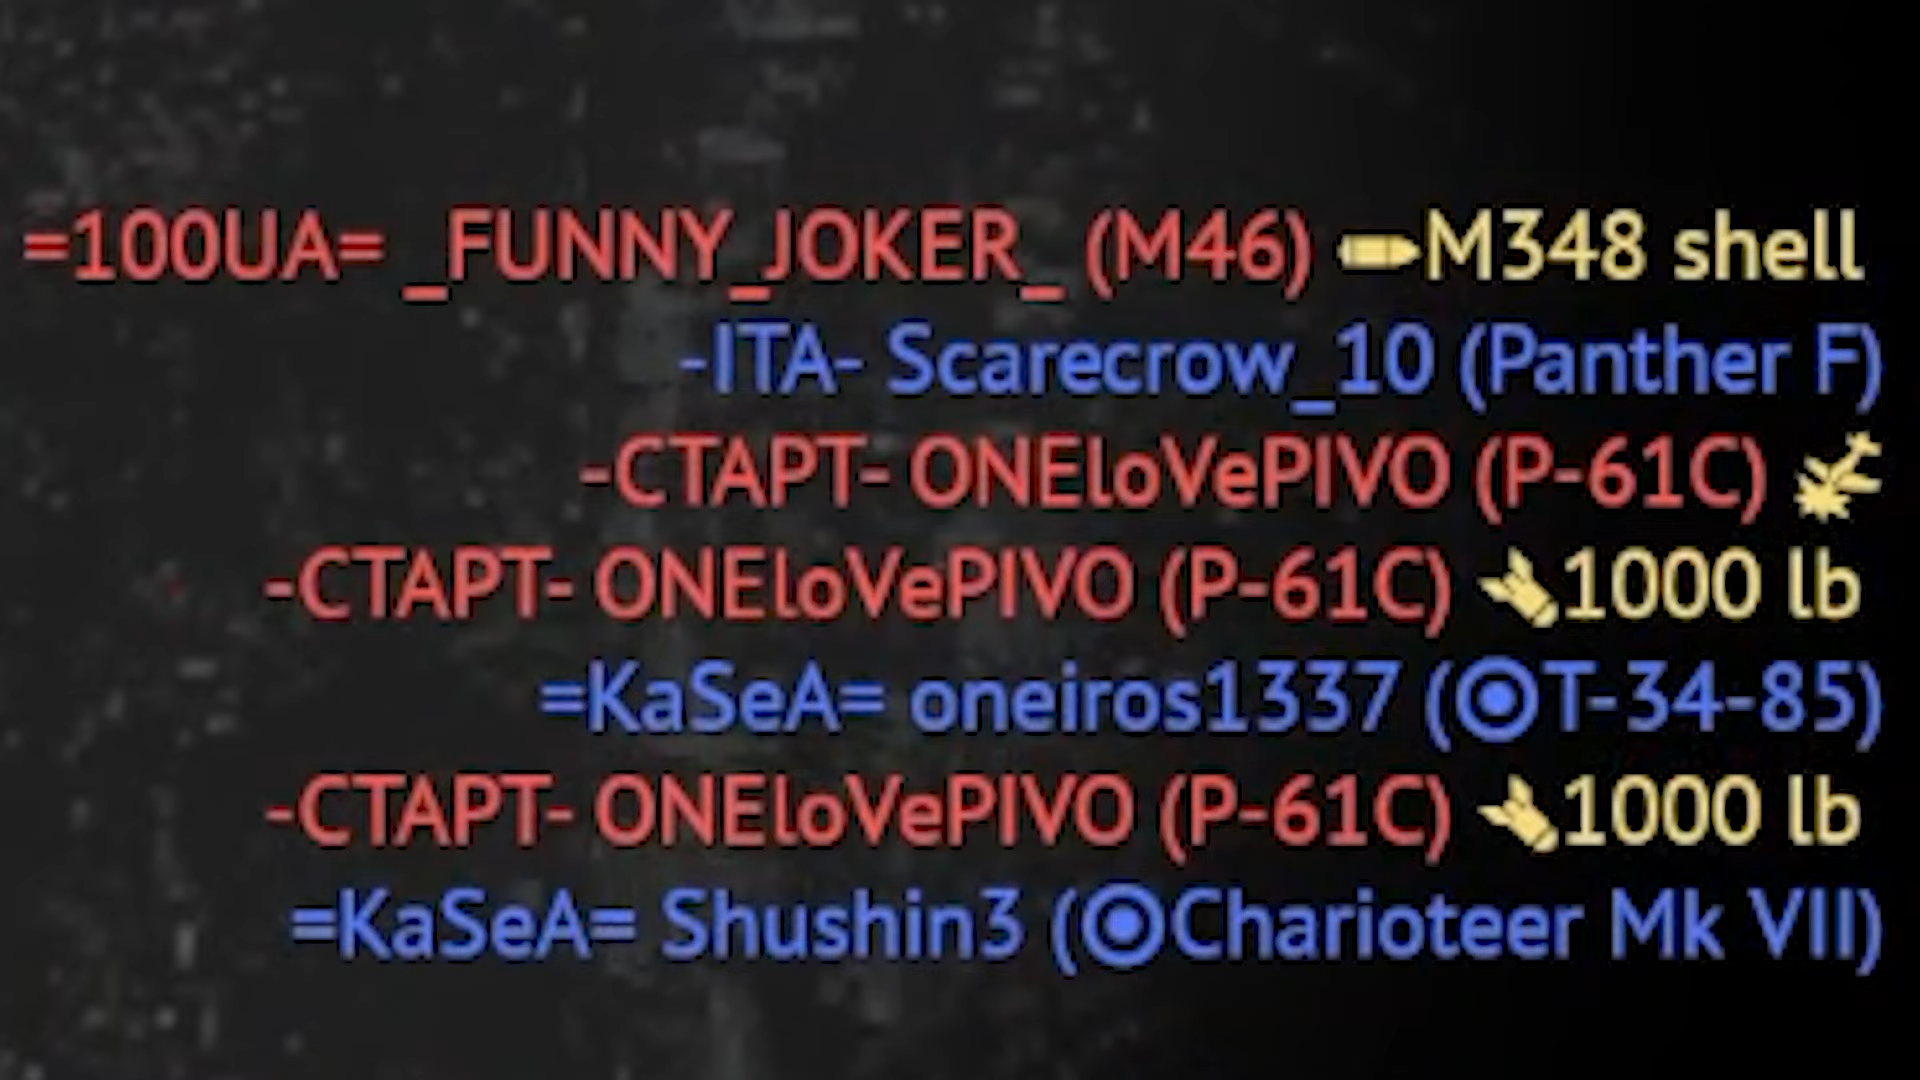 =100UA= _FUNNY_JOKER_ (M46) M348 shell
-ITA- Scarecrow_10 (Panther F)
-CTAPT- ONEloVePIVO (P-61C)
-CTAPT- ONEloVePIVO (P-61C) 1000 lb
=KaSeA= oneiros1337 (T-34-85)
-CTAPT- ONEloVePIVO (P-61C) 1000 lb
=KaSeA= Shushin3 (Charioteer Mk VII)